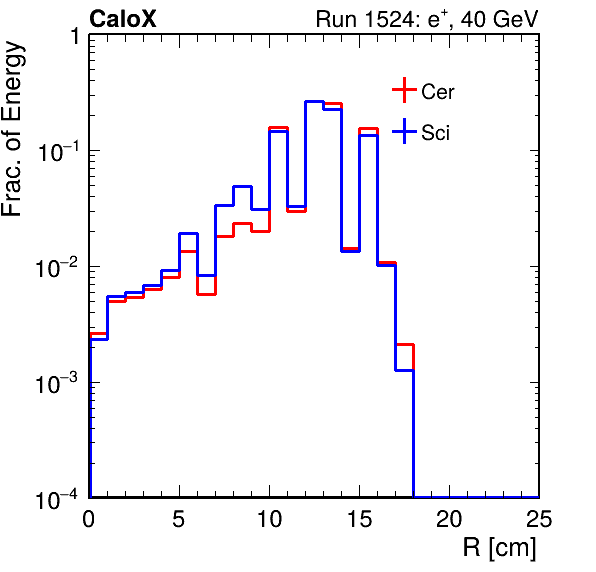 CaloX Run 1524: e⁺, 40 GeV
Frac. of Energy
1
10⁻¹
10⁻²
10⁻³
10⁻⁴
Cer
Sci
0 5 10 15 20 25
R [cm]